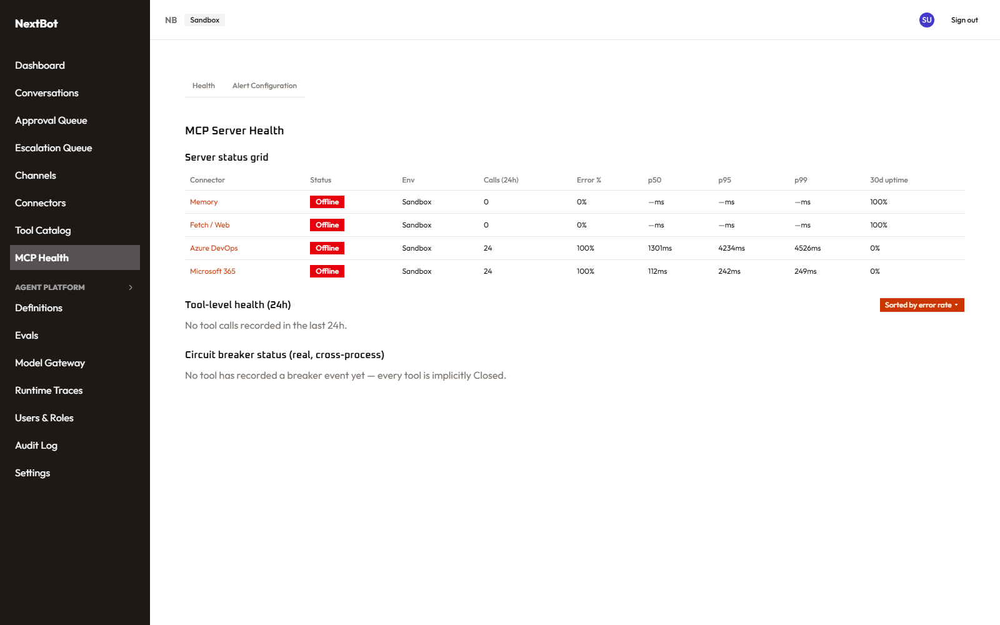 NextBot
Dashboard
Conversations
Approval Queue
Escalation Queue
Channels
Connectors
Tool Catalog
MCP Health
AGENT PLATFORM
Definitions
Evals
Model Gateway
Runtime Traces
Users & Roles
Audit Log
Settings
NB Sandbox SU Sign out
Health Alert Configuration
MCP Server Health
Server status grid
Connector Status Env Calls (24h) Error % p50 p95 p99 30d uptime
Memory Offline Sandbox 0 0% —ms —ms —ms 100%
Fetch / Web Offline Sandbox 0 0% —ms —ms —ms 100%
Azure DevOps Offline Sandbox 24 100% 1301ms 4234ms 4526ms 0%
Microsoft 365 Offline Sandbox 24 100% 112ms 242ms 249ms 0%
Tool-level health (24h) Sorted by error rate
No tool calls recorded in the last 24h.
Circuit breaker status (real, cross-process)
No tool has recorded a breaker event yet — every tool is implicitly Closed.